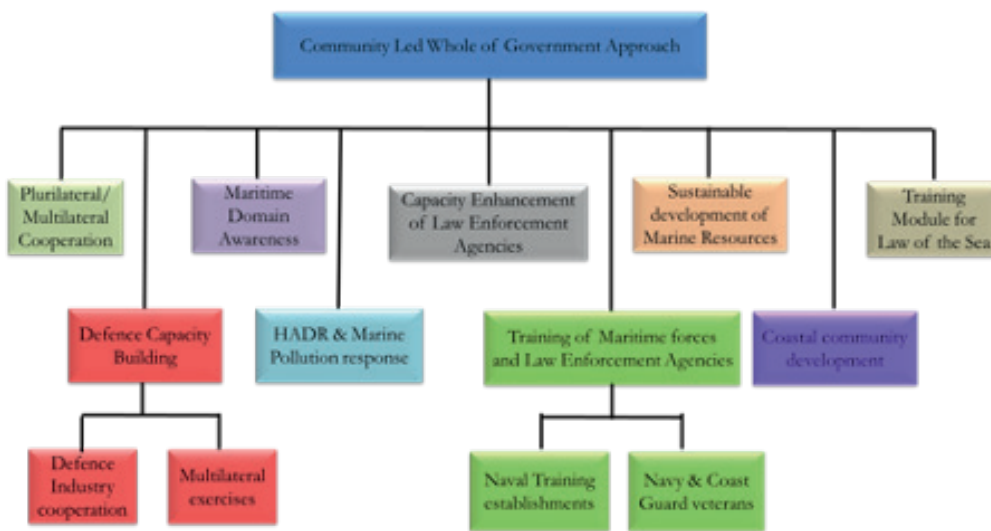 Community Led Whole of Government Approach
Plurilateral/
Multilateral
Cooperation
Maritime
Domain
Awareness
Capacity Enhancement
of Law Enforcement
Agencies
Sustainable
development of
Marine Resources
Training
Module for
Law of the Sea
Defence Capacity
Building
HADR & Marine
Pollution response
Training of Maritime forces
and Law Enforcement Agencies
Coastal community
development
Defence
Industry
cooperation
Multilateral
exercises
Naval Training
establishments
Navy & Coast
Guard veterans